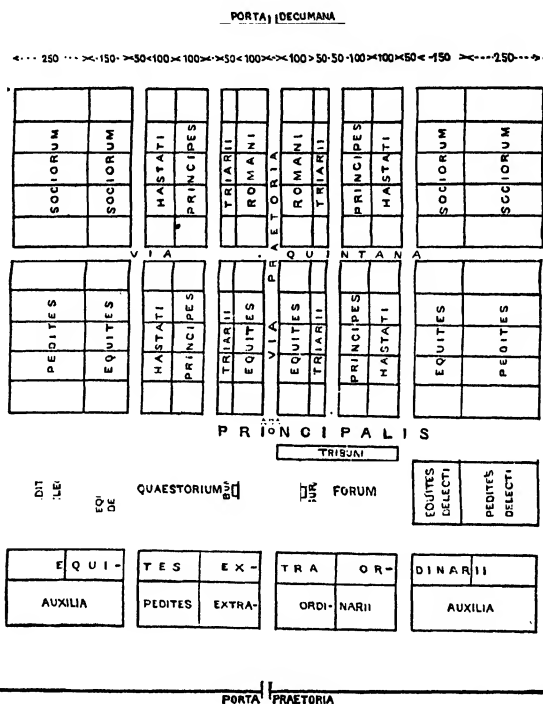 PORTA DECUMANA
250 150 50 100 100 50 100 100 50 50 100 100 50 150 250
SOCIORUM SOCIORUM HASTATI PRINCIPES TRIARII ROMANI ROMANI TRIARII PRINCIPES HASTATI SOCIORUM SOCIORUM
VIA PRAETORIA
VIA QUINTANA
PEDITES EQUITES HASTATI PRINCIPES TRIARII EQUITES EQUITES TRIARII PRINCIPES HASTATI EQUITES PEDITES
PRINCIPALIS
TRIBUNI
QUAESTORIUM FORUM
EQUITES DELECTI PEDITES DELECTI
EQUI- TES EX- TRA OR- DINARII
AUXILIA PEDITES EXTRA- ORDI- NARII AUXILIA
PORTA PRAETORIA